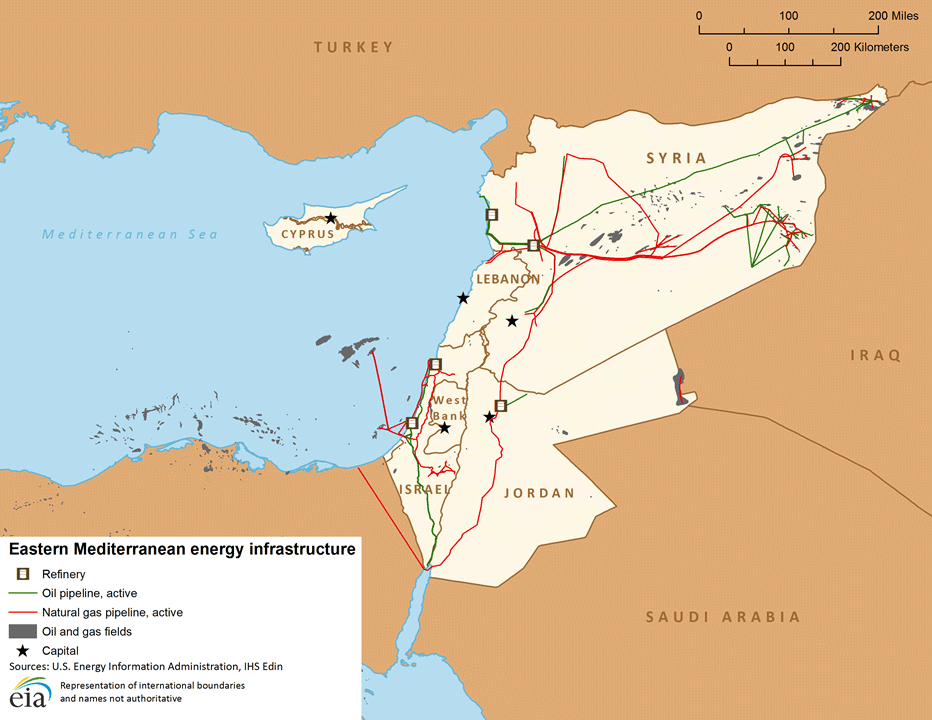 0 100 200 Miles
0 100 200 Kilometers
TURKEY
SYRIA
Mediterranean Sea
CYPRUS
LEBANON
IRAQ
West
Bank
ISRAEL
JORDAN
SAUDI ARABIA
Eastern Mediterranean energy infrastructure
Refinery
Oil pipeline, active
Natural gas pipeline, active
Oil and gas fields
Capital
Sources: U.S. Energy Information Administration, IHS Edin
eia
Representation of international boundaries
and names not authoritative